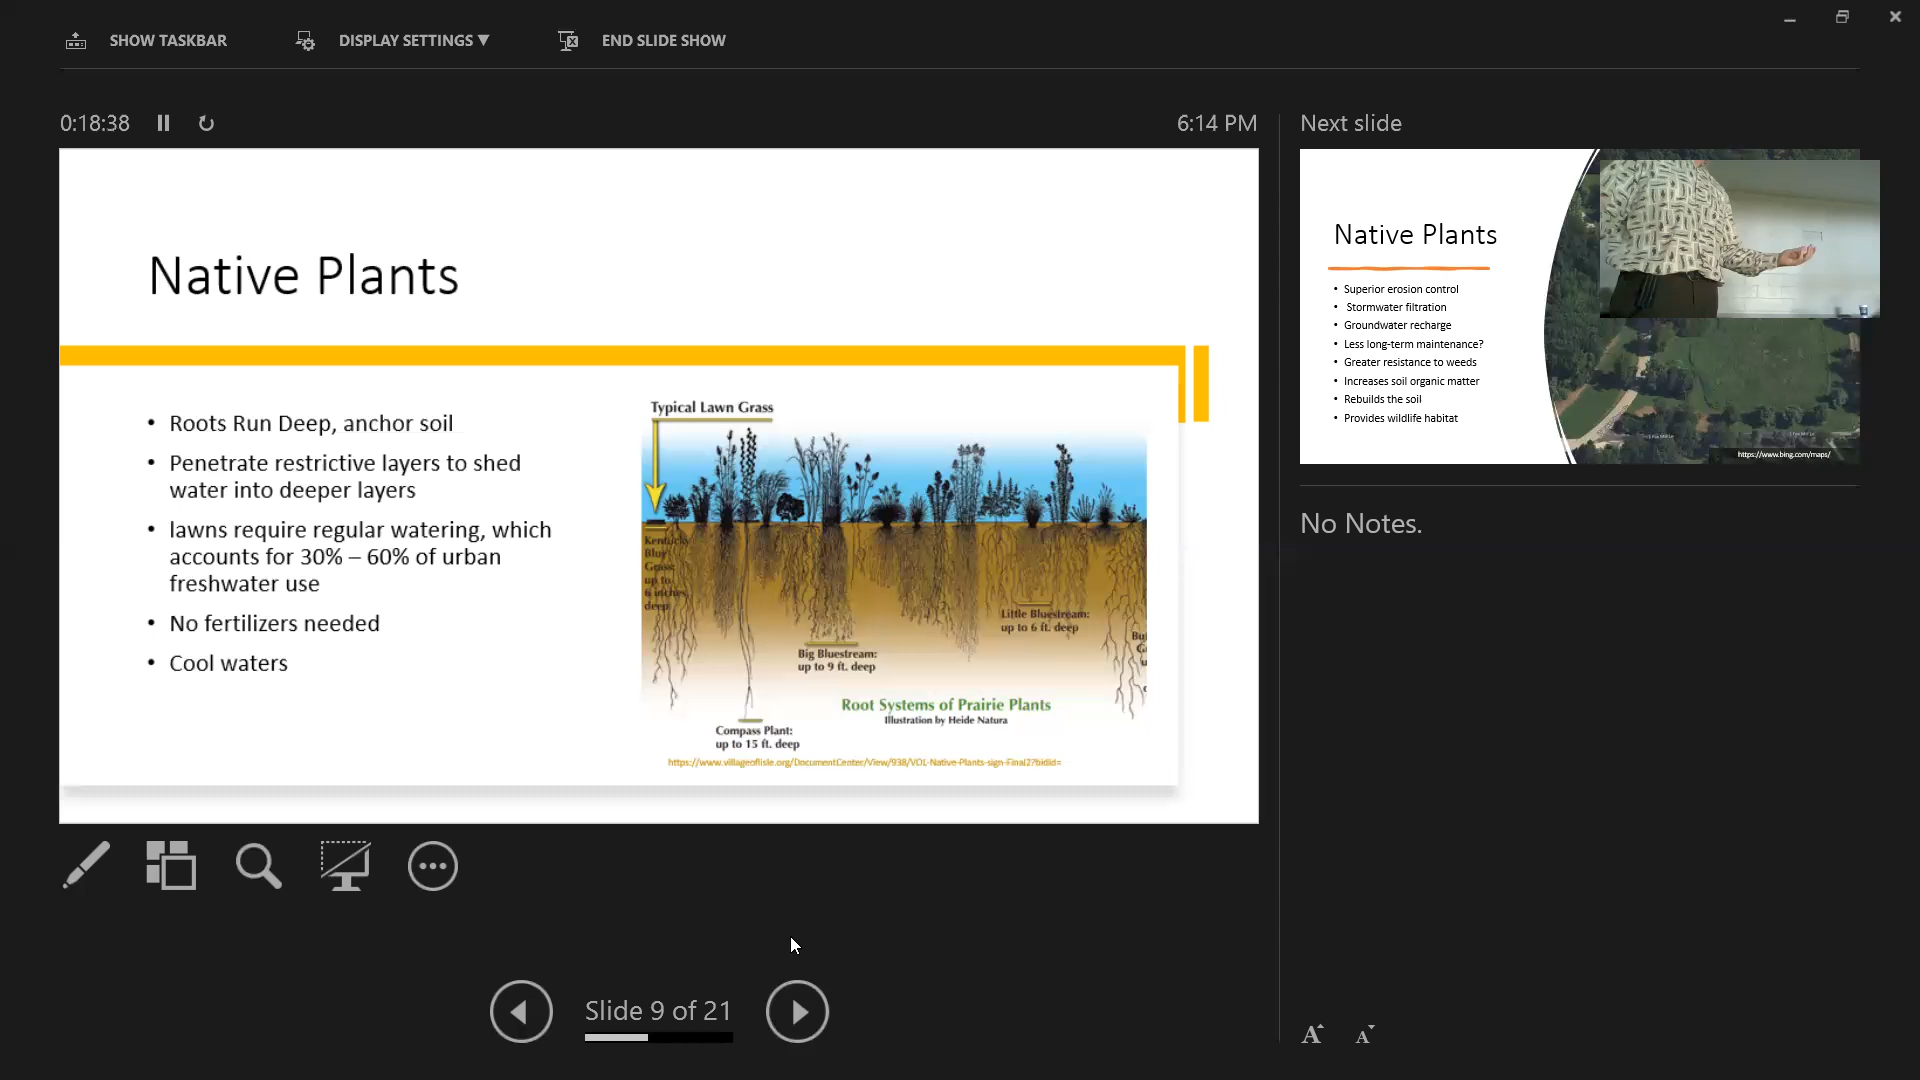 SHOW TASKBAR
DISPLAY SETTINGS ▼
END SLIDE SHOW
0:18:38
6:14 PM
Native Plants
• Roots Run Deep, anchor soil
• Penetrate restrictive layers to shed
water into deeper layers
• lawns require regular watering, which
accounts for 30% – 60% of urban
freshwater use
• No fertilizers needed
• Cool waters
Typical Lawn Grass
Kentucky
Blue
Grass:
up to
6 inches
deep
Big Bluestream:
up to 9 ft. deep
Little Bluestream:
up to 6 ft. deep
Root Systems of Prairie Plants
Illustration by Heide Natura
Compass Plant:
up to 15 ft. deep
https://www.villageoflisle.org/DocumentCenter/View/938/VOL-Native-Plants-sign-Final2?bidId=
Slide 9 of 21
Next slide
Native Plants
• Superior erosion control
• Stormwater filtration
• Groundwater recharge
• Less long-term maintenance?
• Greater resistance to weeds
• Increases soil organic matter
• Rebuilds the soil
• Provides wildlife habitat
https://www.bing.com/maps/
No Notes.
A A